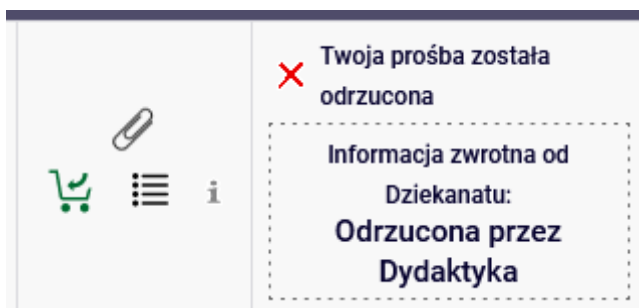 Twoja prośba została
odrzucona
Informacja zwrotna od
Dziekanatu:
Odrzucona przez
Dydaktyka